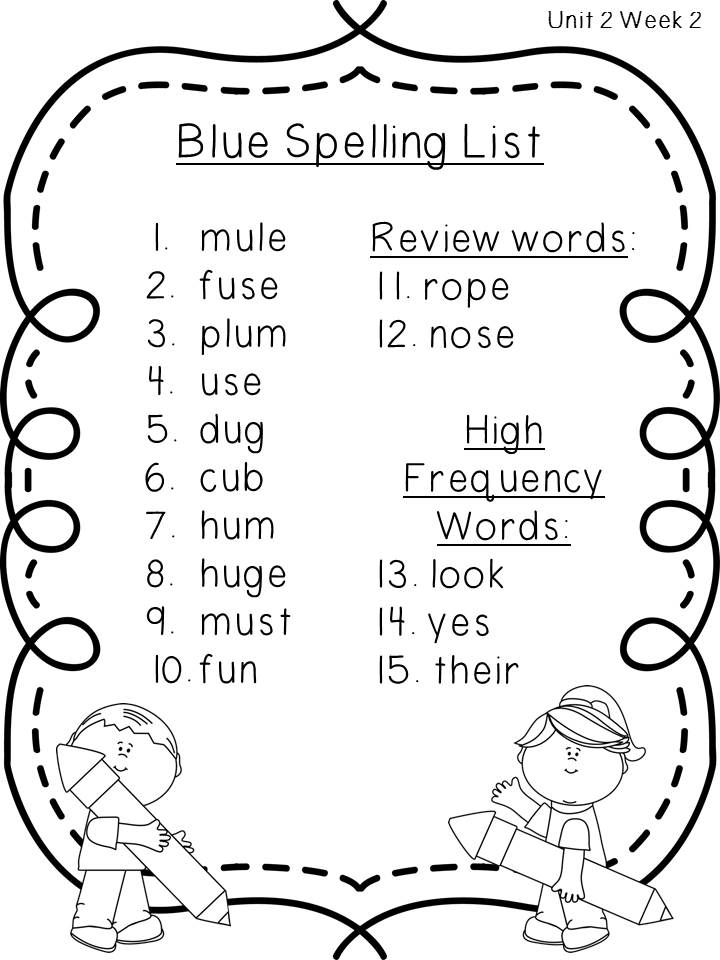 Unit 2 Week 2
Blue Spelling List
1. mule
2. fuse
3. plum
4. use
5. dug
6. cub
7. hum
8. huge
9. must
10. fun
Review words:
11. rope
12. nose
High
Frequency
Words:
13. look
14. yes
15. their